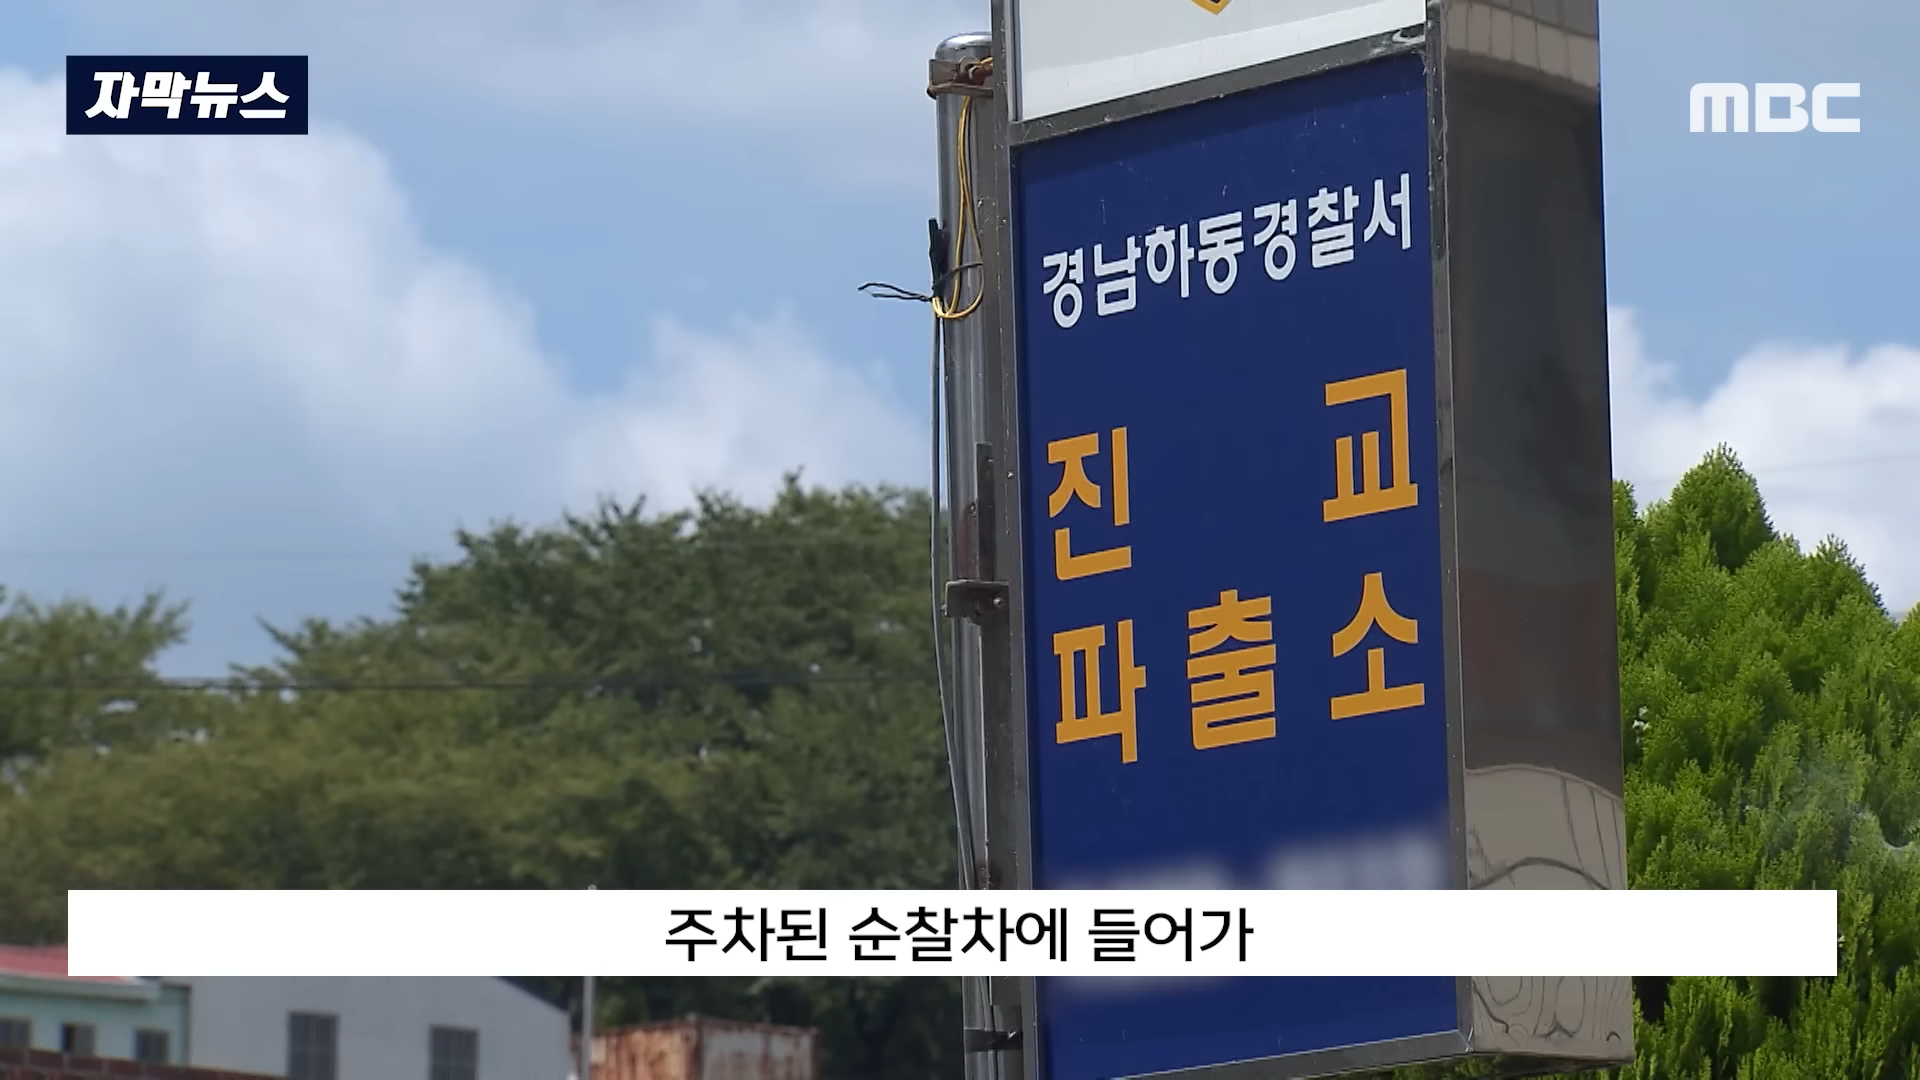 자막뉴스
MBC
경남하동경찰서
진 교
파 출 소
주차된 순찰차에 들어가